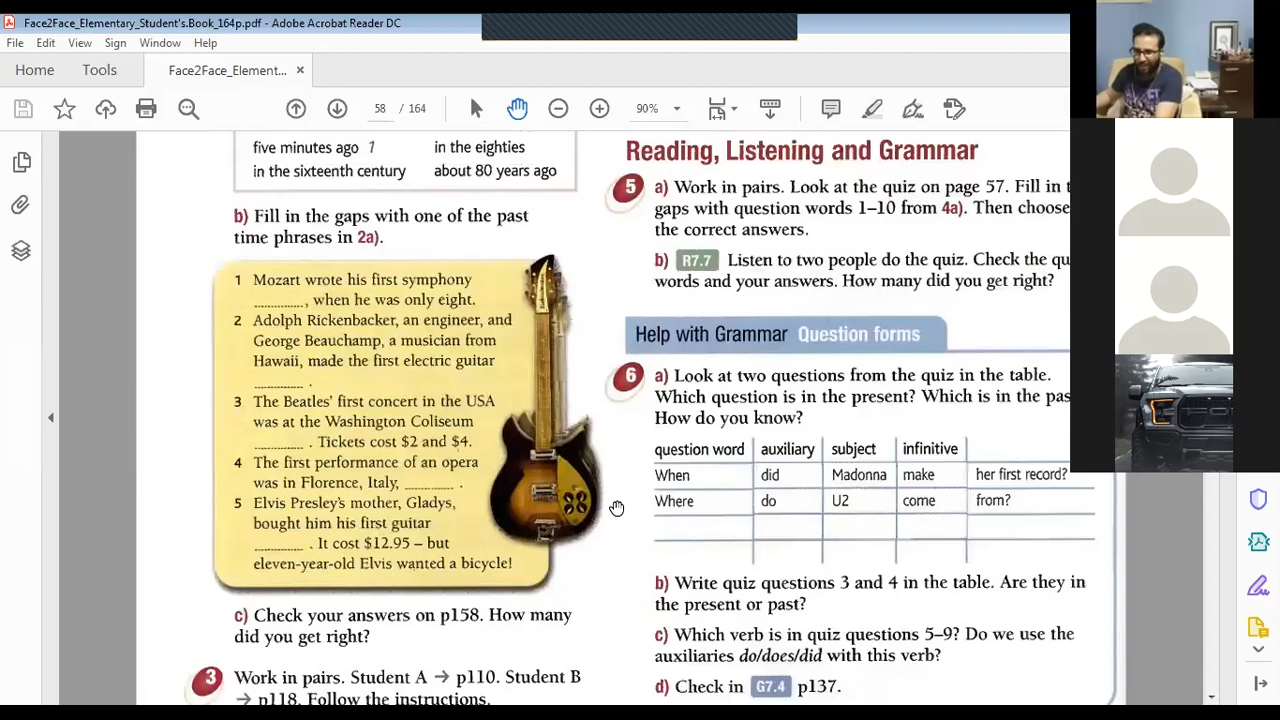 Face2Face_Elementary_Student's.Book_164p.pdf - Adobe Acrobat Reader DC
File Edit View Sign Window Help
Home Tools Face2Face_Element... ×
58 / 164 90%
five minutes ago 1 in the eighties
in the sixteenth century about 80 years ago
b) Fill in the gaps with one of the past
time phrases in 2a).
1 Mozart wrote his first symphony
............, when he was only eight.
2 Adolph Rickenbacker, an engineer, and
George Beauchamp, a musician from
Hawaii, made the first electric guitar
............ .
3 The Beatles' first concert in the USA
was at the Washington Coliseum
............ . Tickets cost $2 and $4.
4 The first performance of an opera
was in Florence, Italy, ............ .
5 Elvis Presley's mother, Gladys,
bought him his first guitar
............ . It cost $12.95 – but
eleven-year-old Elvis wanted a bicycle!
c) Check your answers on p158. How many
did you get right?
3 Work in pairs. Student A → p110. Student B
→ p118. Follow the instructions.
Reading, Listening and Grammar
5 a) Work in pairs. Look at the quiz on page 57. Fill in t
gaps with question words 1–10 from 4a). Then choose
the correct answers.
b) R7.7 Listen to two people do the quiz. Check the qu
words and your answers. How many did you get right?
Help with Grammar Question forms
6 a) Look at two questions from the quiz in the table.
Which question is in the present? Which is in the pas
How do you know?
question word auxiliary subject infinitive
When did Madonna make her first record?
Where do U2 come from?
b) Write quiz questions 3 and 4 in the table. Are they in
the present or past?
c) Which verb is in quiz questions 5–9? Do we use the
auxiliaries do/does/did with this verb?
d) Check in G7.4 p137.